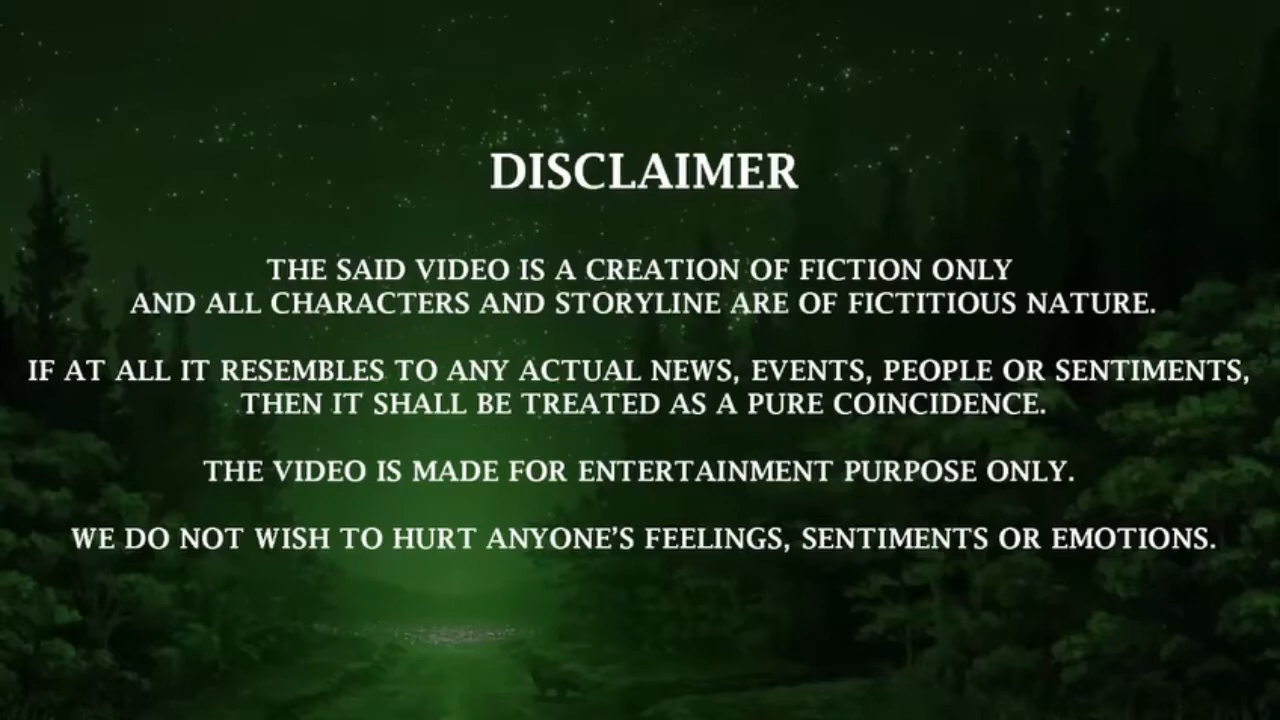 DISCLAIMER
THE SAID VIDEO IS A CREATION OF FICTION ONLY
AND ALL CHARACTERS AND STORYLINE ARE OF FICTITIOUS NATURE.
IF AT ALL IT RESEMBLES TO ANY ACTUAL NEWS, EVENTS, PEOPLE OR SENTIMENTS,
THEN IT SHALL BE TREATED AS A PURE COINCIDENCE.
THE VIDEO IS MADE FOR ENTERTAINMENT PURPOSE ONLY.
WE DO NOT WISH TO HURT ANYONE’S FEELINGS, SENTIMENTS OR EMOTIONS.